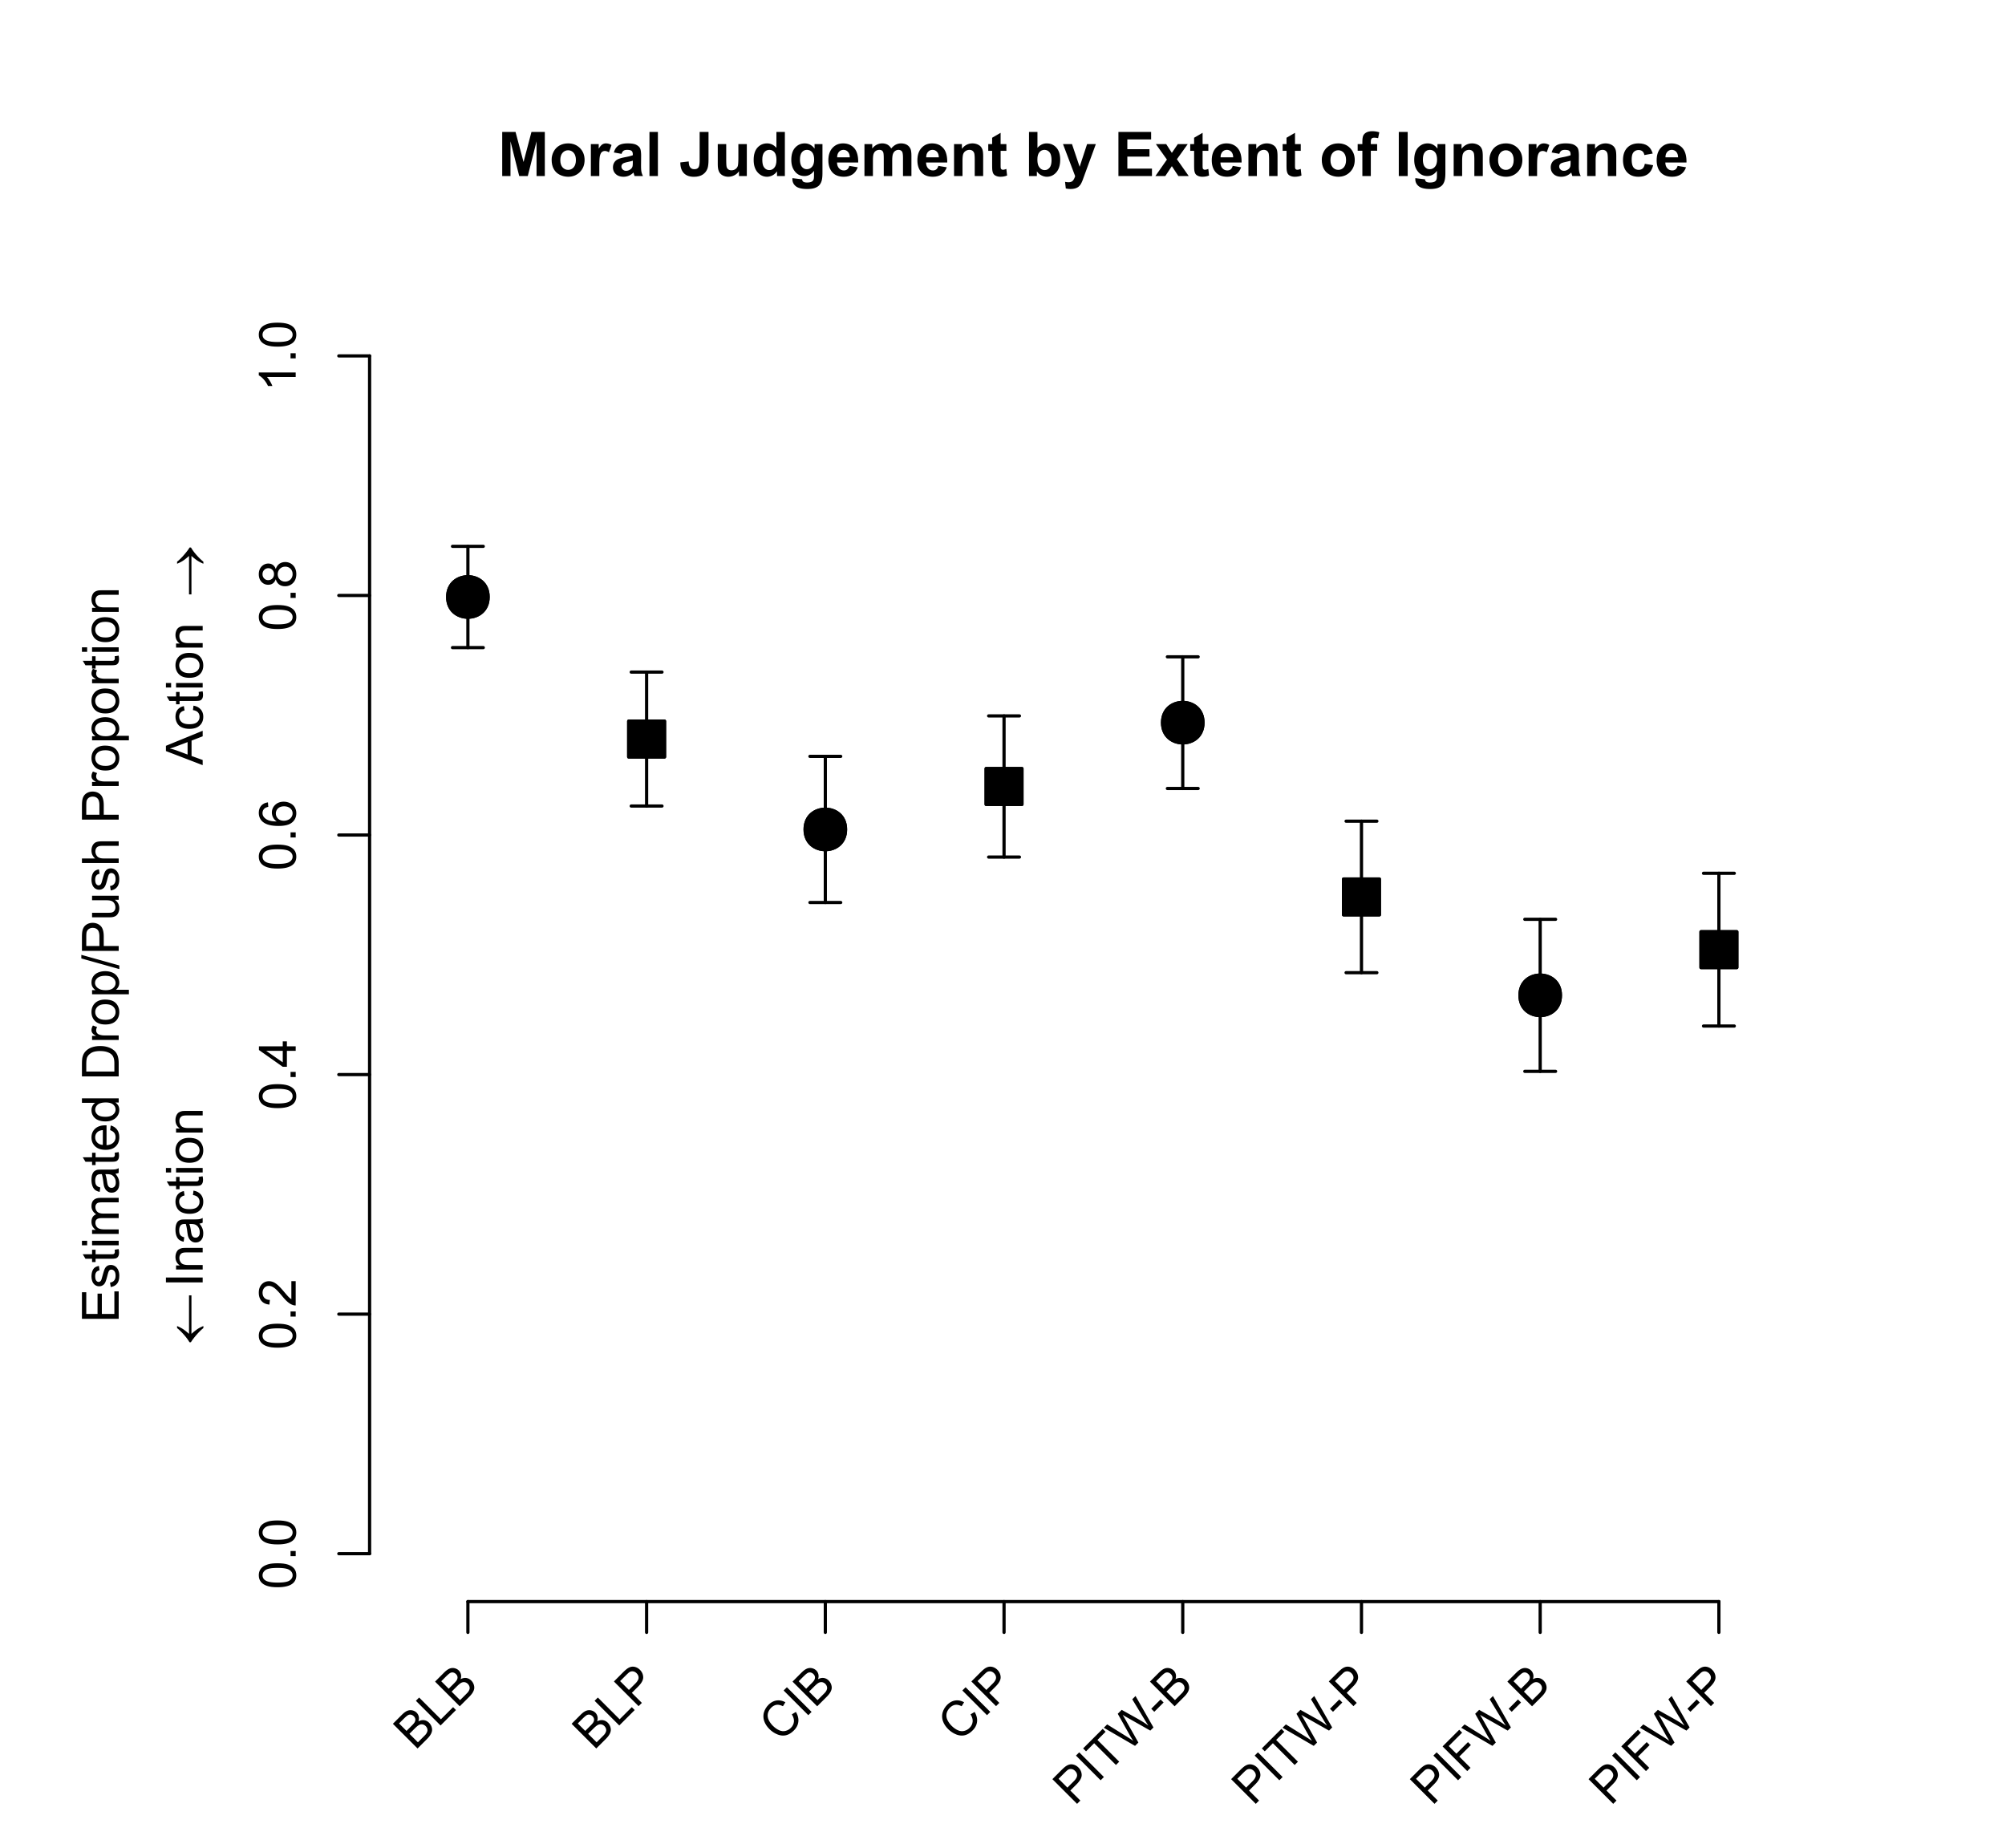 Moral Judgement by Extent of Ignorance
Estimated Drop/Push Proportion
← Inaction Action →
1.0
0.8
0.6
0.4
0.2
0.0
BLB
BLP
CIB
CIP
PITW-B
PITW-P
PIFW-B
PIFW-P